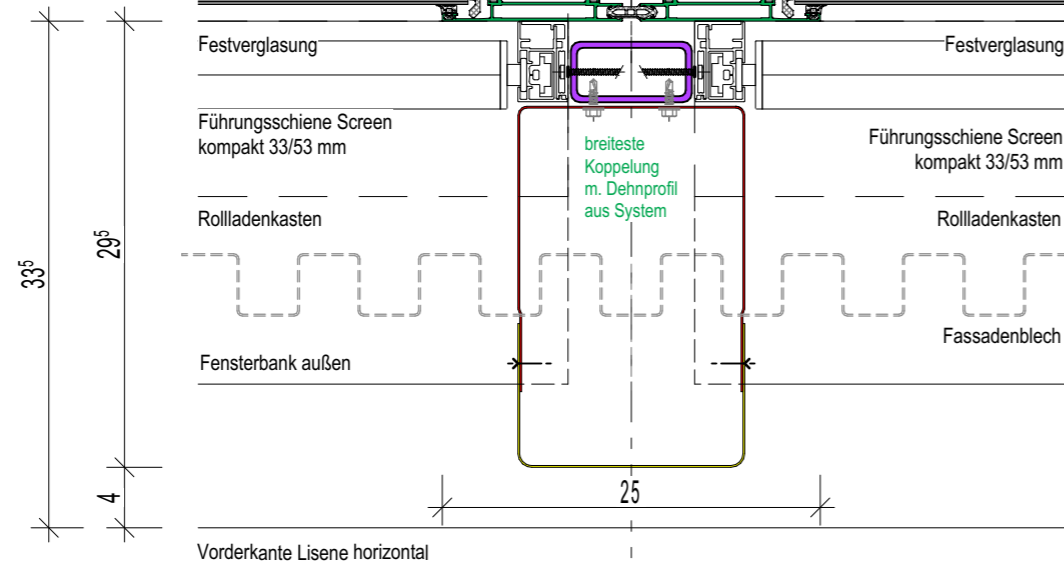 Festverglasung
Festverglasung
Führungsschiene Screen
kompakt 33/53 mm
Führungsschiene Screen
kompakt 33/53 mm
breiteste
Koppelung
m. Dehnprofil
aus System
Rollladenkasten
Rollladenkasten
33⁵
29⁵
Fassadenblech
Fensterbank außen
4
25
Vorderkante Lisene horizontal